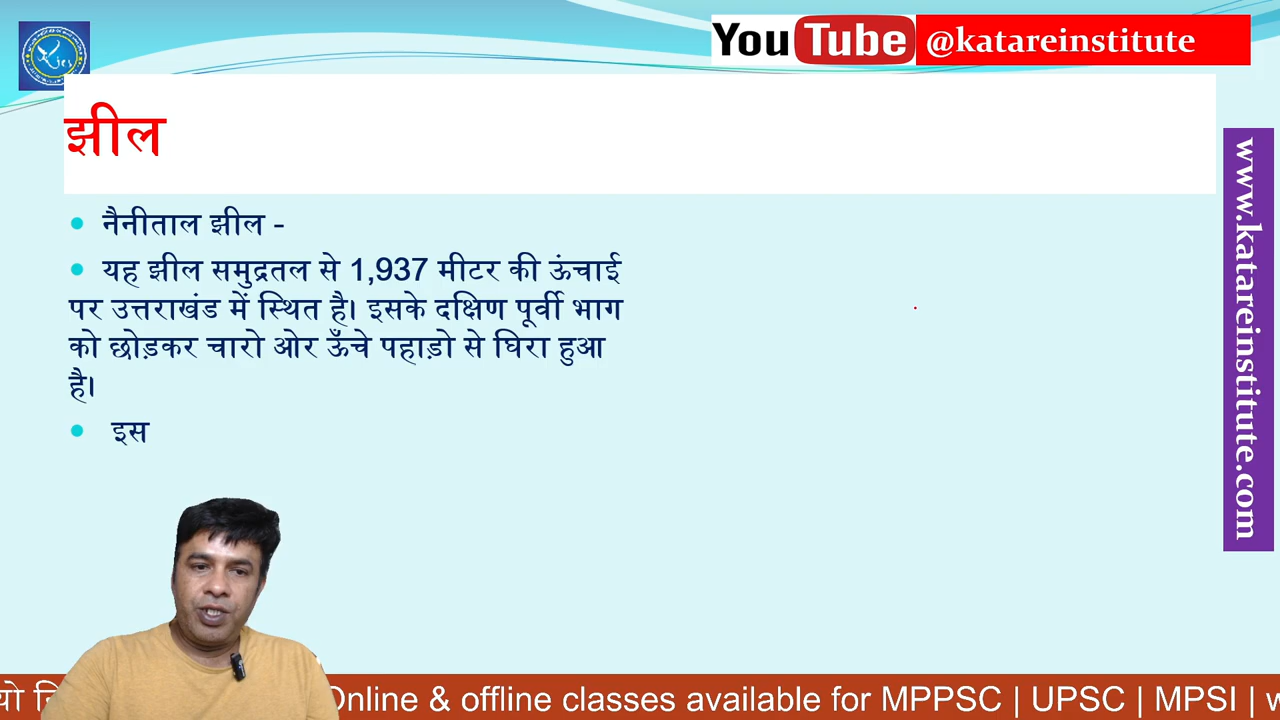 YouTube @katareinstitute
झील
www.katareinstitute.com
नैनीताल झील -
यह झील समुद्रतल से 1,937 मीटर की ऊंचाई
पर उत्तराखंड में स्थित है। इसके दक्षिण पूर्वी भाग
को छोड़कर चारो ओर ऊँचे पहाड़ो से घिरा हुआ
है।
इस
Online & offline classes available for MPPSC | UPSC | MPSI |